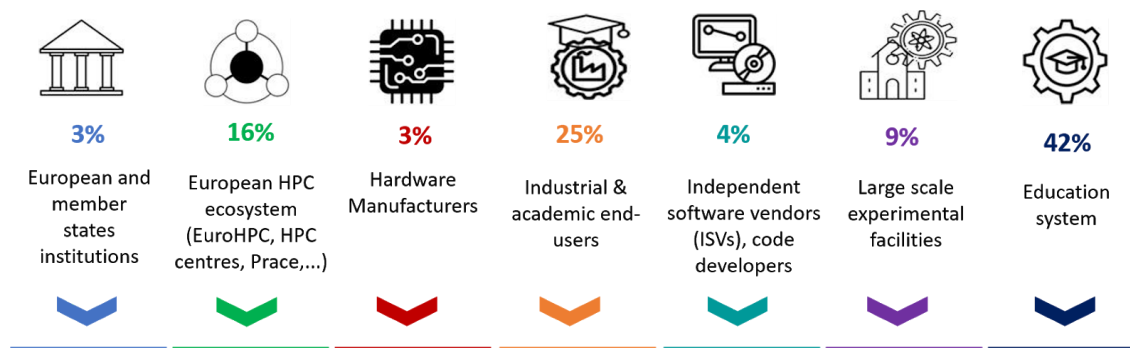 3%
European and
member
states
institutions
16%
European HPC
ecosystem
(EuroHPC, HPC
centres, Prace,...)
3%
Hardware
Manufacturers
25%
Industrial &
academic end-
users
4%
Independent
software vendors
(ISVs), code
developers
9%
Large scale
experimental
facilities
42%
Education
system